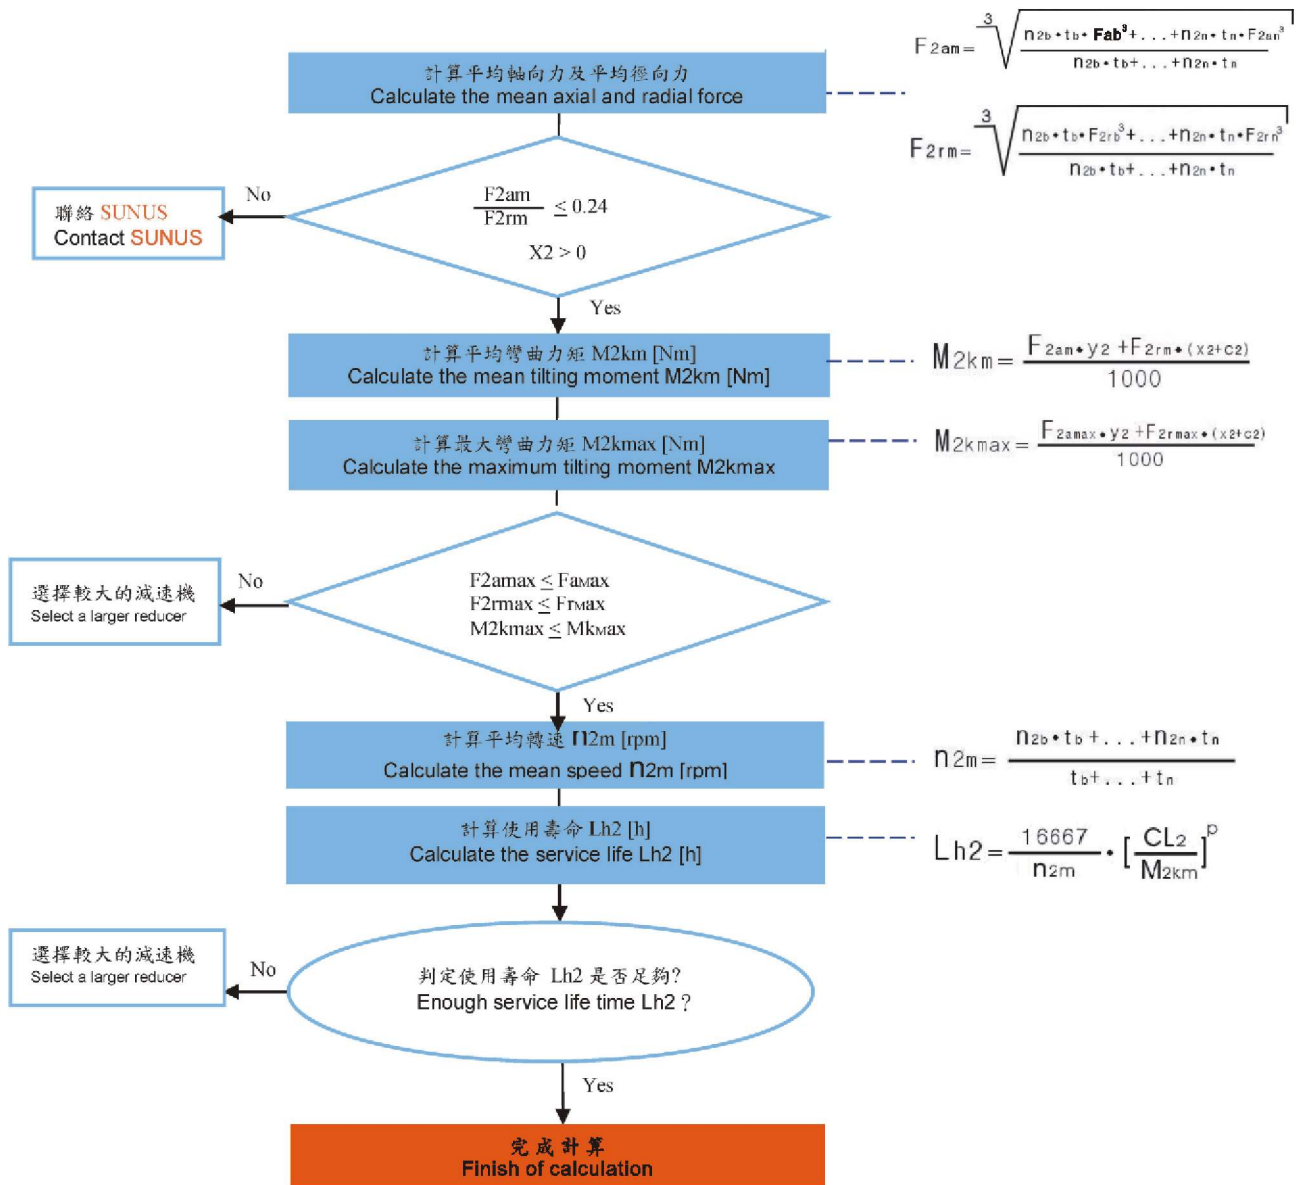 計算平均軸向力及平均徑向力
Calculate the mean axial and radial force
F2am= ³√((n2b•tb•Fab³+...+n2n•tn•F2an³)/(n2b•tb+...+n2n•tn))
F2rm= ³√((n2b•tb•F2rb³+...+n2n•tn•F2rn³)/(n2b•tb+...+n2n•tn))
F2am/F2rm ≤ 0.24
X2 > 0
No
聯絡 SUNUS
Contact SUNUS
Yes
計算平均彎曲力矩 M2km [Nm]
Calculate the mean tilting moment M2km [Nm]
M2km = (F2am•y2+F2rm•(x2+c2))/1000
計算最大彎曲力矩 M2kmax [Nm]
Calculate the maximum tilting moment M2kmax
M2kmax = (F2amax•y2+F2rmax•(x2+c2))/1000
F2amax ≤ FaMax
F2rmax ≤ FrMax
M2kmax ≤ MkMax
No
選擇較大的減速機
Select a larger reducer
Yes
計算平均轉速 n2m [rpm]
Calculate the mean speed n2m [rpm]
n2m= (n2b•tb+...+n2n•tn)/(tb+...+tn)
計算使用壽命 Lh2 [h]
Calculate the service life Lh2 [h]
Lh2= 16667/n2m • [CL2/M2km]^p
判定使用壽命 Lh2 是否足夠?
Enough service life time Lh2 ?
No
選擇較大的減速機
Select a larger reducer
Yes
完成計算
Finish of calculation